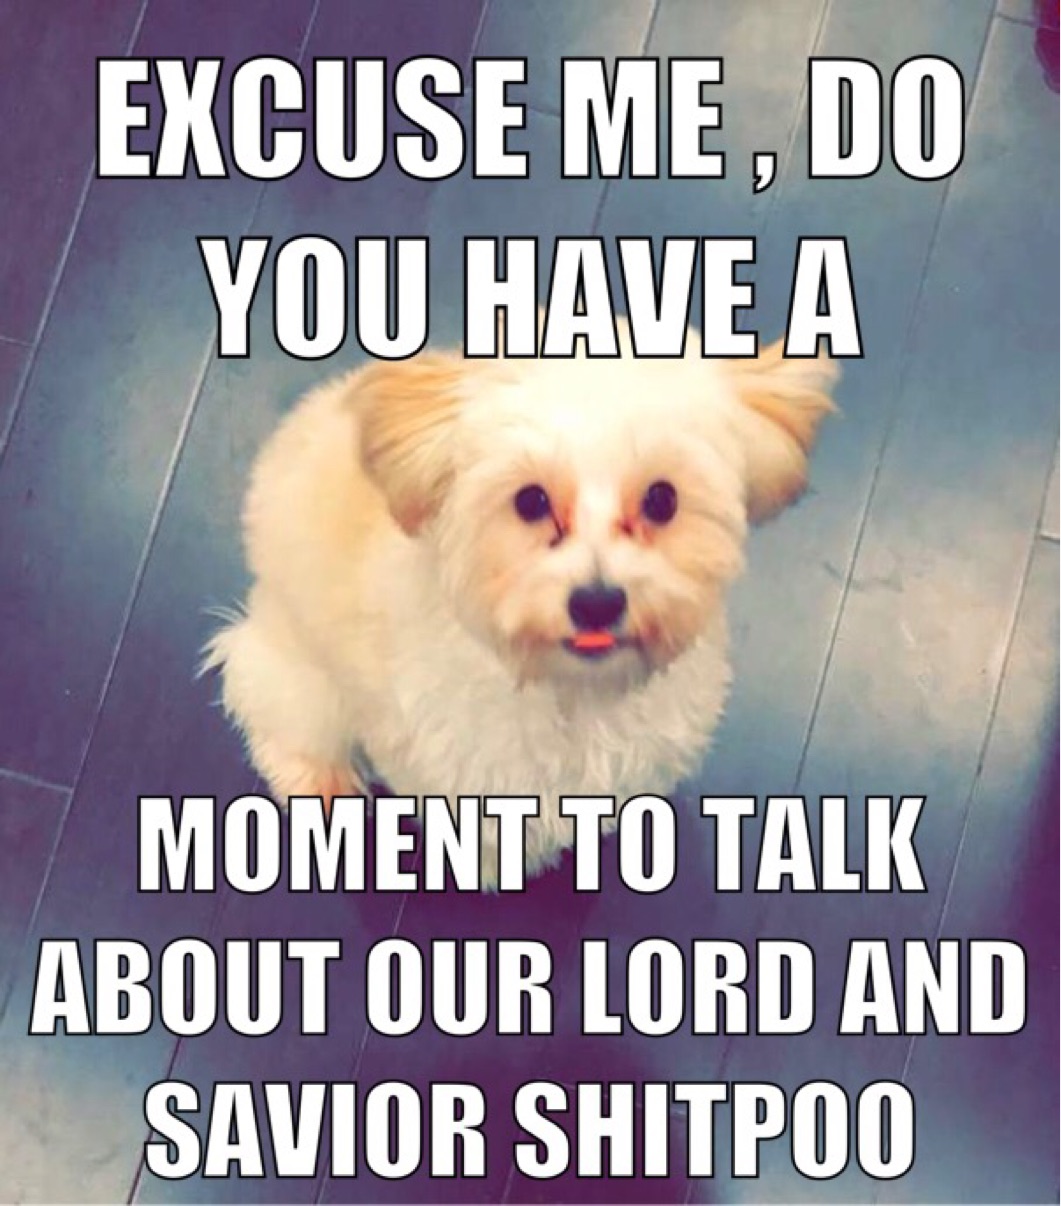 EXCUSE ME , DO
YOU HAVE A
MOMENT TO TALK
ABOUT OUR LORD AND
SAVIOR SHITPOO